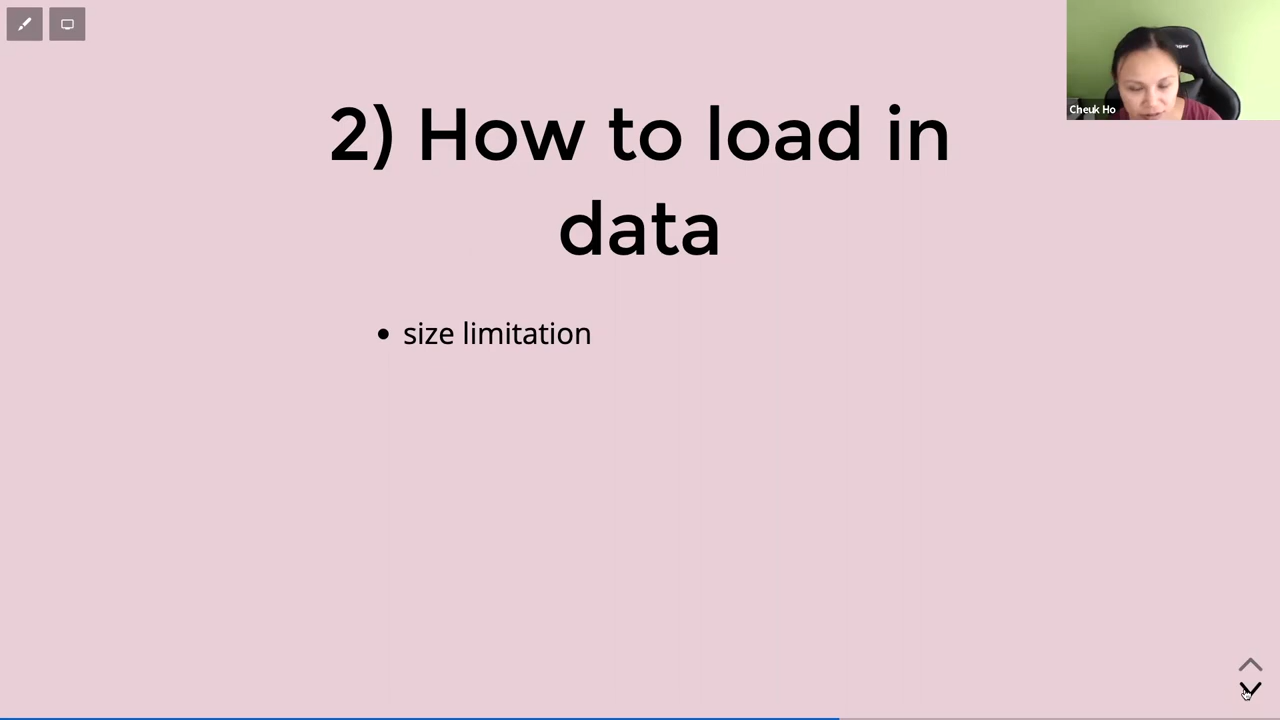 2) How to load in
data
size limitation
Cheuk Ho